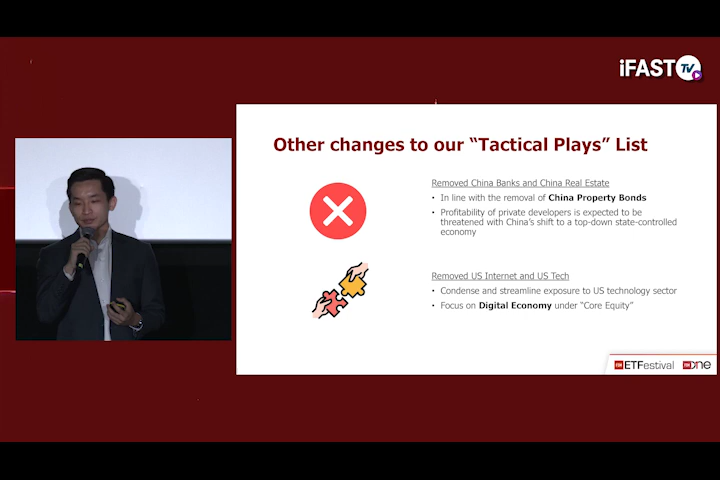 iFAST TV
Other changes to our “Tactical Plays” List
Removed China Banks and China Real Estate
• In line with the removal of China Property Bonds
• Profitability of private developers is expected to be
threatened with China’s shift to a top-down state-controlled
economy
Removed US Internet and US Tech
• Condense and streamline exposure to US technology sector
• Focus on Digital Economy under “Core Equity”
ETFestival
one